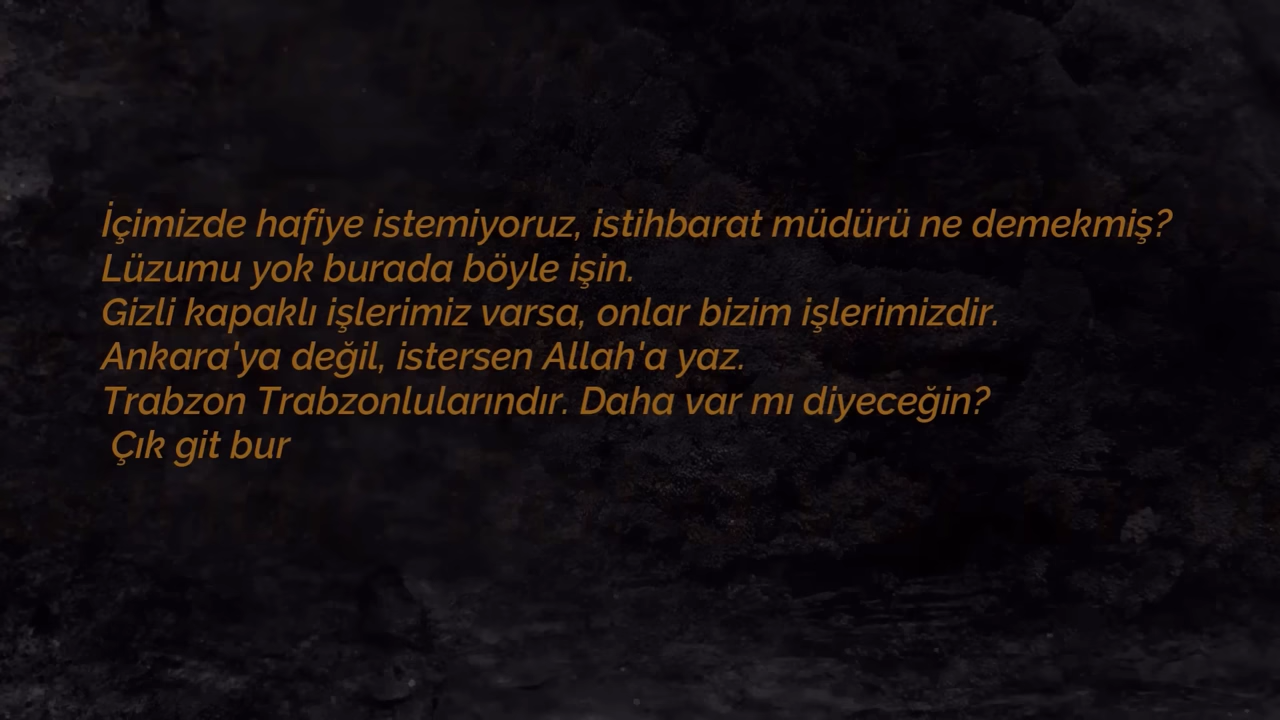 İçimizde hafiye istemiyoruz, istihbarat müdürü ne demekmiş?
Lüzumu yok burada böyle işin.
Gizli kapaklı işlerimiz varsa, onlar bizim işlerimizdir.
Ankara'ya değil, istersen Allah'a yaz.
Trabzon Trabzonlularındır. Daha var mı diyeceğin?
Çık git bur